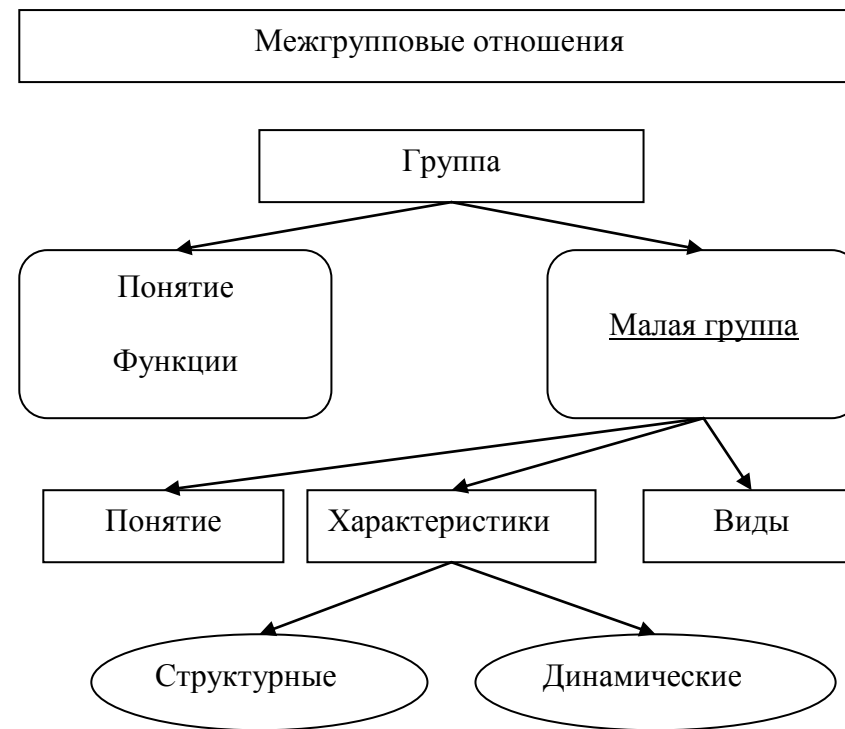 Межгрупповые отношения
Группа
Понятие
Функции
Малая группа
Понятие
Характеристики
Виды
Структурные
Динамические